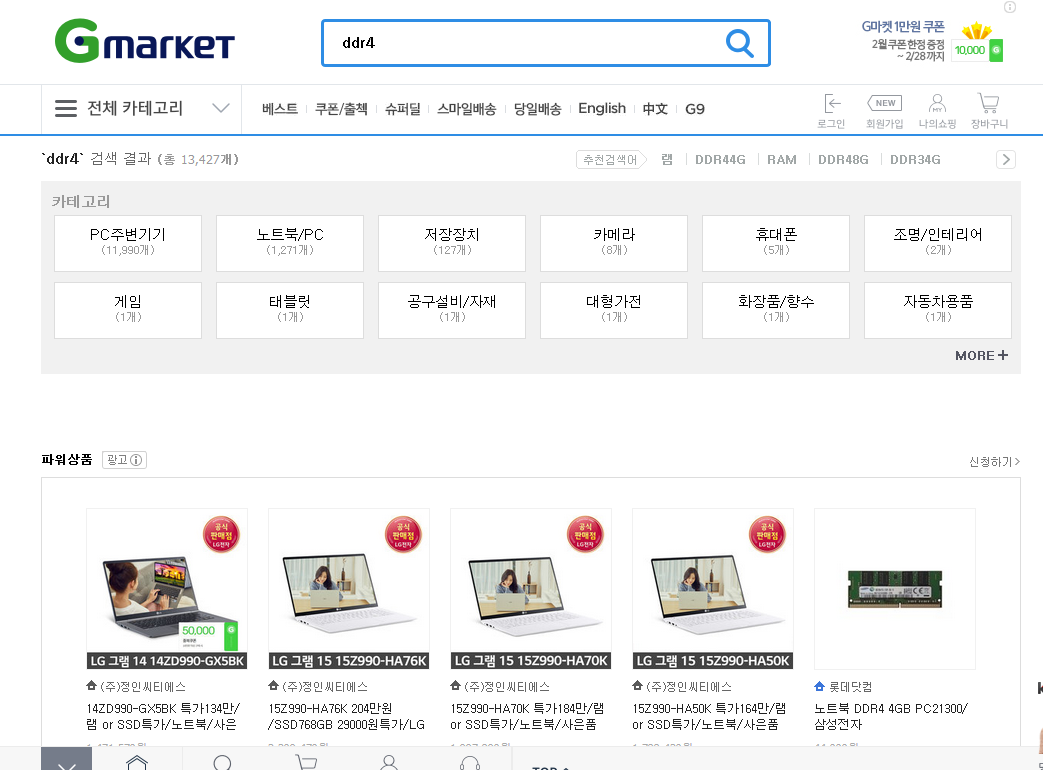 Gmarket
ddr4
G마켓 1만원 쿠폰
2월 쿠폰 한정 증정
~ 2/28까지
10,000
전체 카테고리
베스트 쿠폰/출첵 슈퍼딜 스마일배송 당일배송 English 中文 G9
NEW
MY
로그인 회원가입 나의쇼핑 장바구니
`ddr4` 검색 결과 (총 13,427개)
추천검색어 램 DDR44G RAM DDR48G DDR34G
카테고리
PC주변기기 노트북/PC 저장장치 카메라 휴대폰 조명/인테리어
(11,990개) (1,271개) (127개) (8개) (5개) (2개)
게임 태블릿 공구설비/자재 대형가전 화장품/향수 자동차용품
(1개) (1개) (1개) (1개) (1개) (1개)
MORE +
파워상품 광고
신청하기 >
공식 판매점 LG전자
공식 판매점 LG전자
공식 판매점 LG전자
공식 판매점 LG전자
50,000
LG 그램 14 14ZD990-GX5BK
LG 그램 15 15Z990-HA76K
LG 그램 15 15Z990-HA70K
LG 그램 15 15Z990-HA50K
(주)정인씨티에스 (주)정인씨티에스 (주)정인씨티에스 (주)정인씨티에스 롯데닷컴
14ZD990-GX5BK 특가134만/
램 or SSD특가/노트북/사은
15Z990-HA76K 204만원
/SSD768GB 29000원특가/LG
15Z990-HA70K 특가184만/램
or SSD특가/노트북/사은품
15Z990-HA50K 특가164만/램
or SSD특가/노트북/사은품
노트북 DDR4 4GB PC21300/
삼성전자